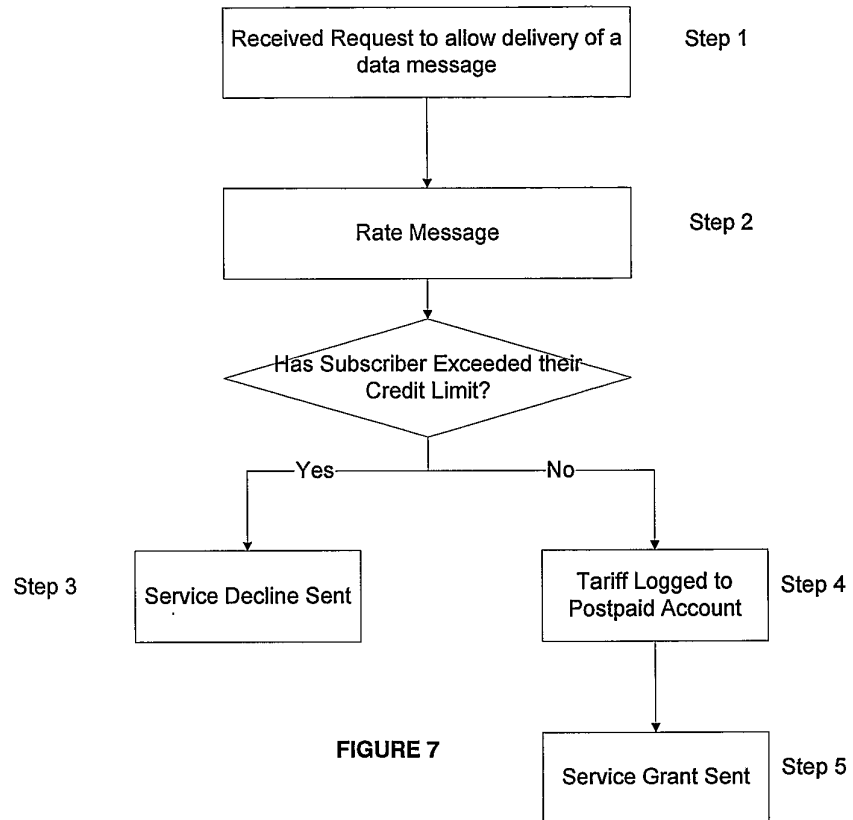 Received Request to allow delivery of a
data message
Step 1
Rate Message
Step 2
Has Subscriber Exceeded their
Credit Limit?
Yes
No
Step 3
Service Decline Sent
Tariff Logged to
Postpaid Account
Step 4
FIGURE 7
Service Grant Sent
Step 5